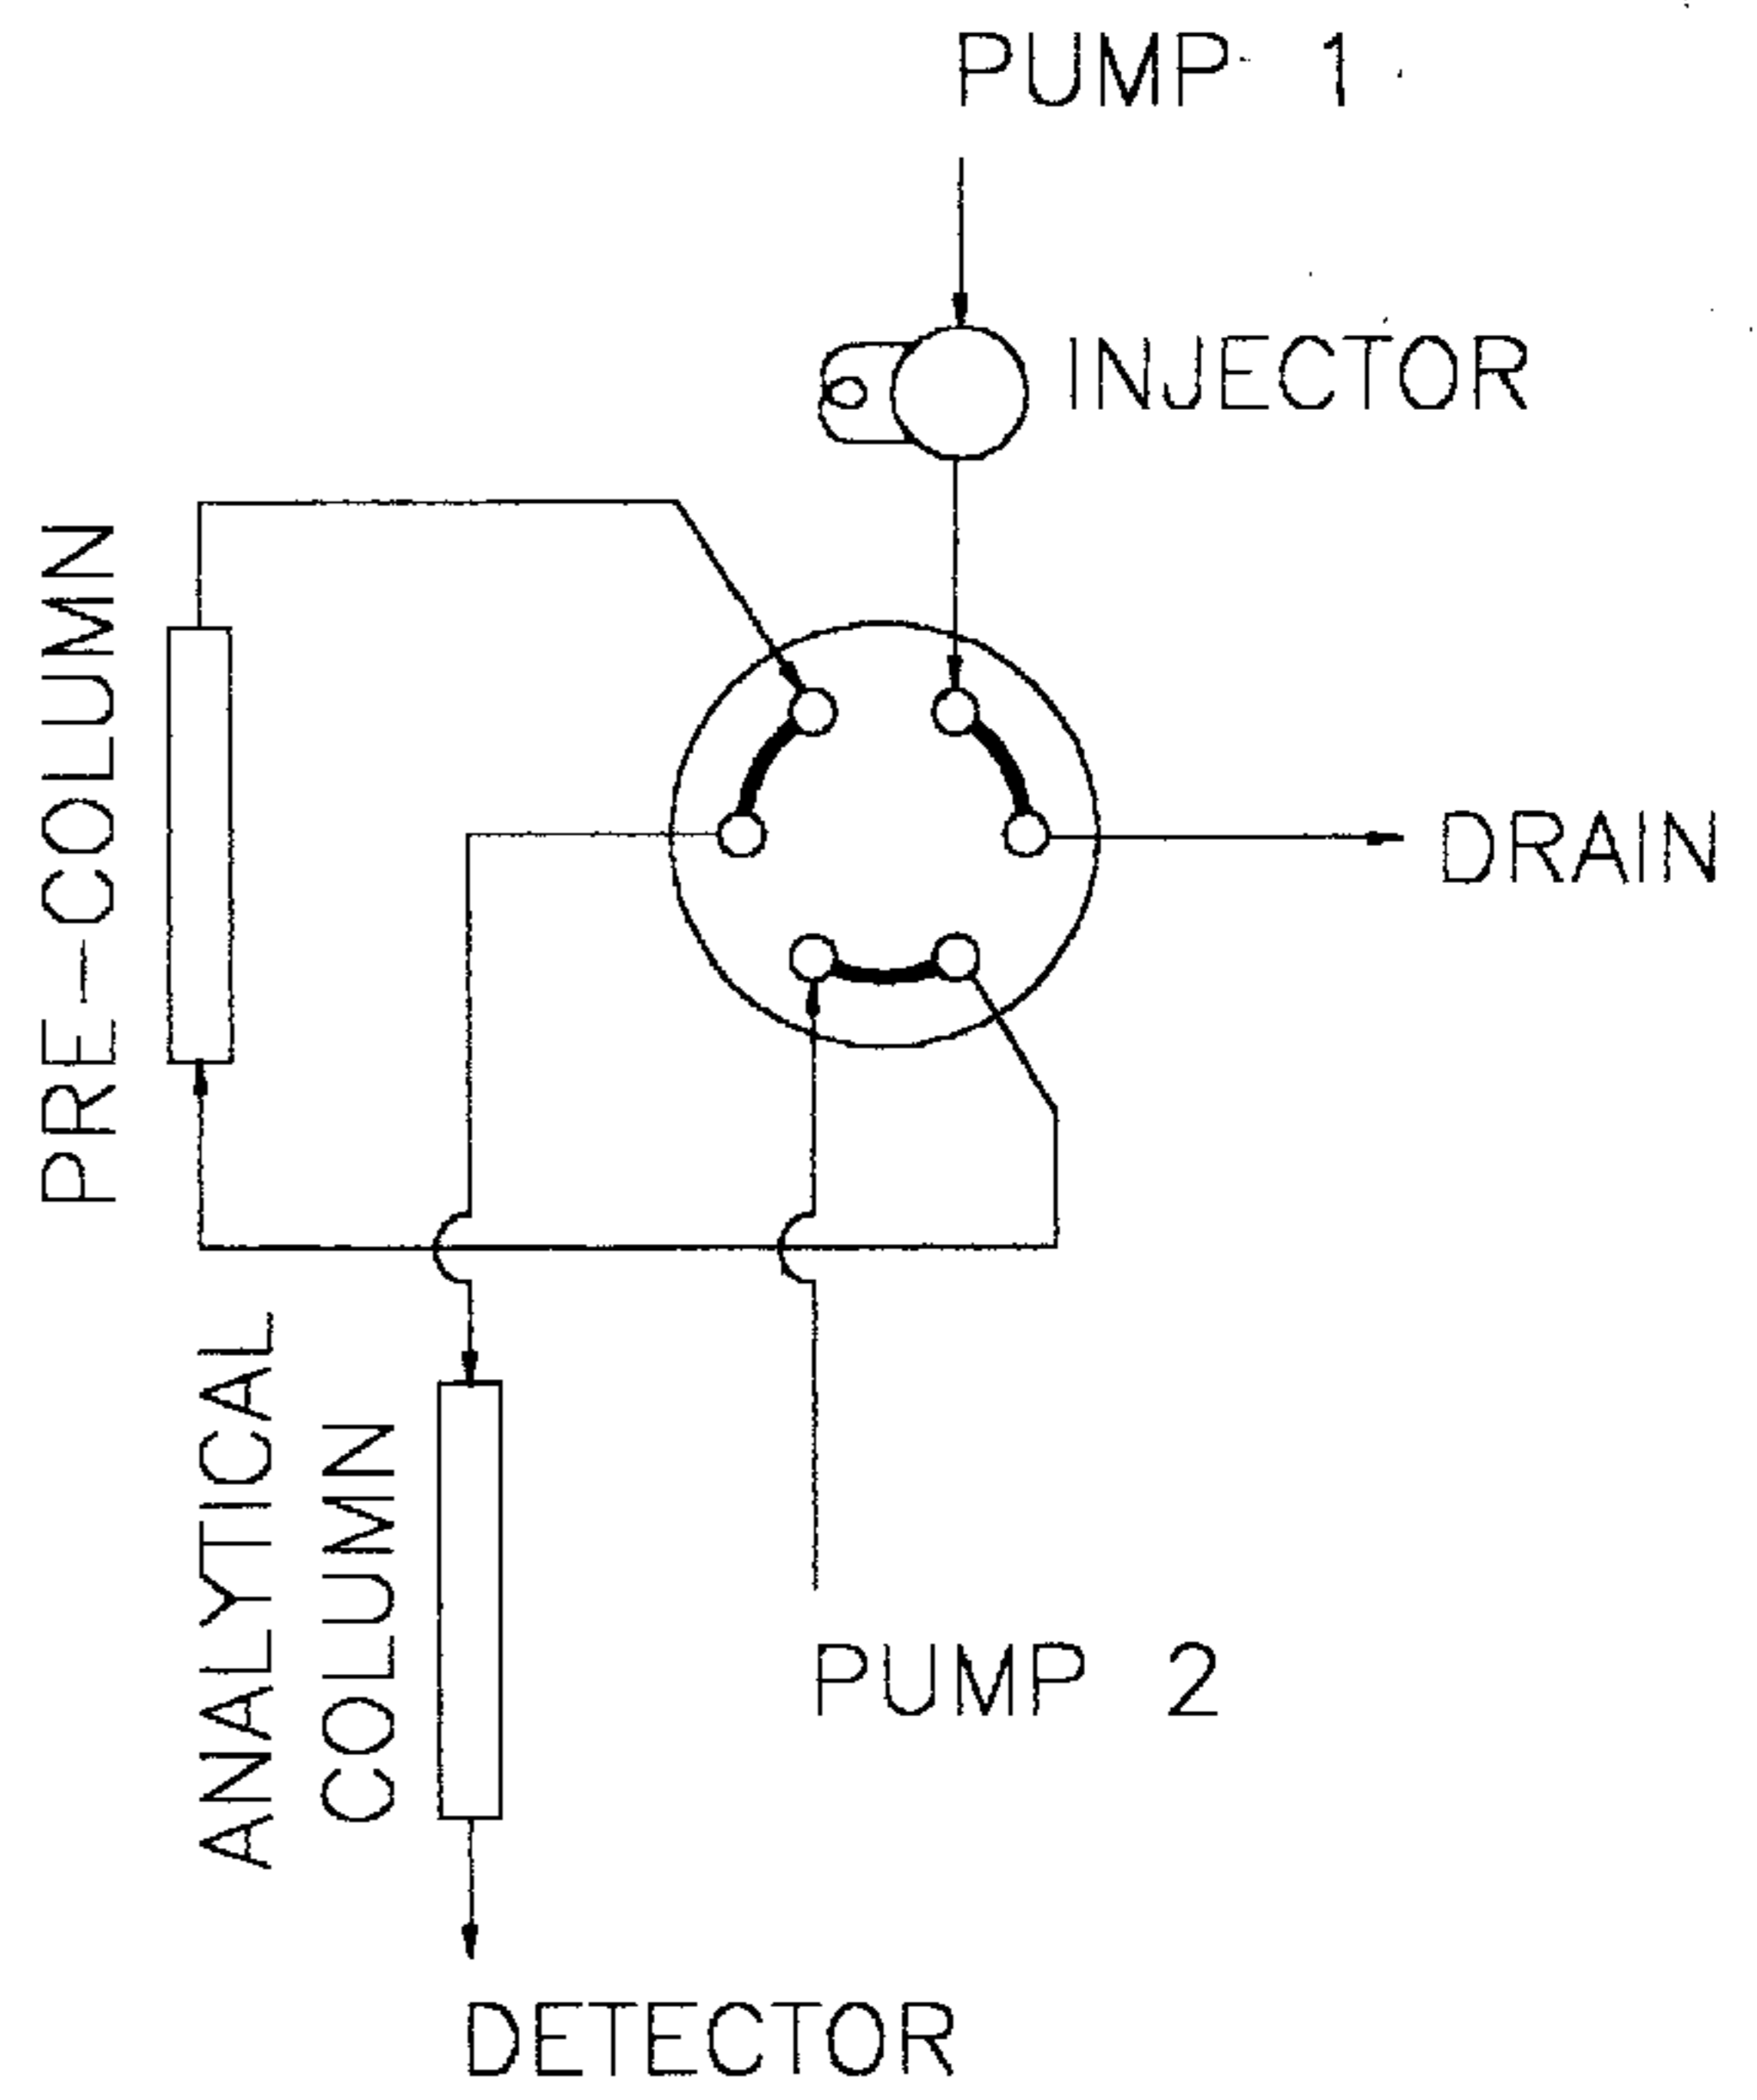 PUMP 1
INJECTOR
PRE-COLUMN
DRAIN
ANALYTICAL
COLUMN
PUMP 2
DETECTOR